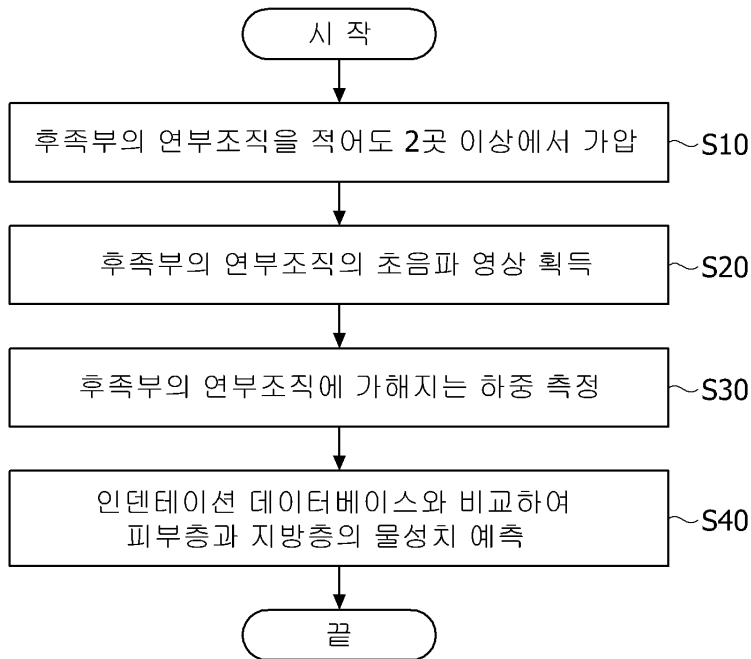 시 작
후족부의 연부조직을 적어도 2곳 이상에서 가압
S10
후족부의 연부조직의 초음파 영상 획득
S20
후족부의 연부조직에 가해지는 하중 측정
S30
인덴테이션 데이터베이스와 비교하여
피부층과 지방층의 물성치 예측
S40
끝